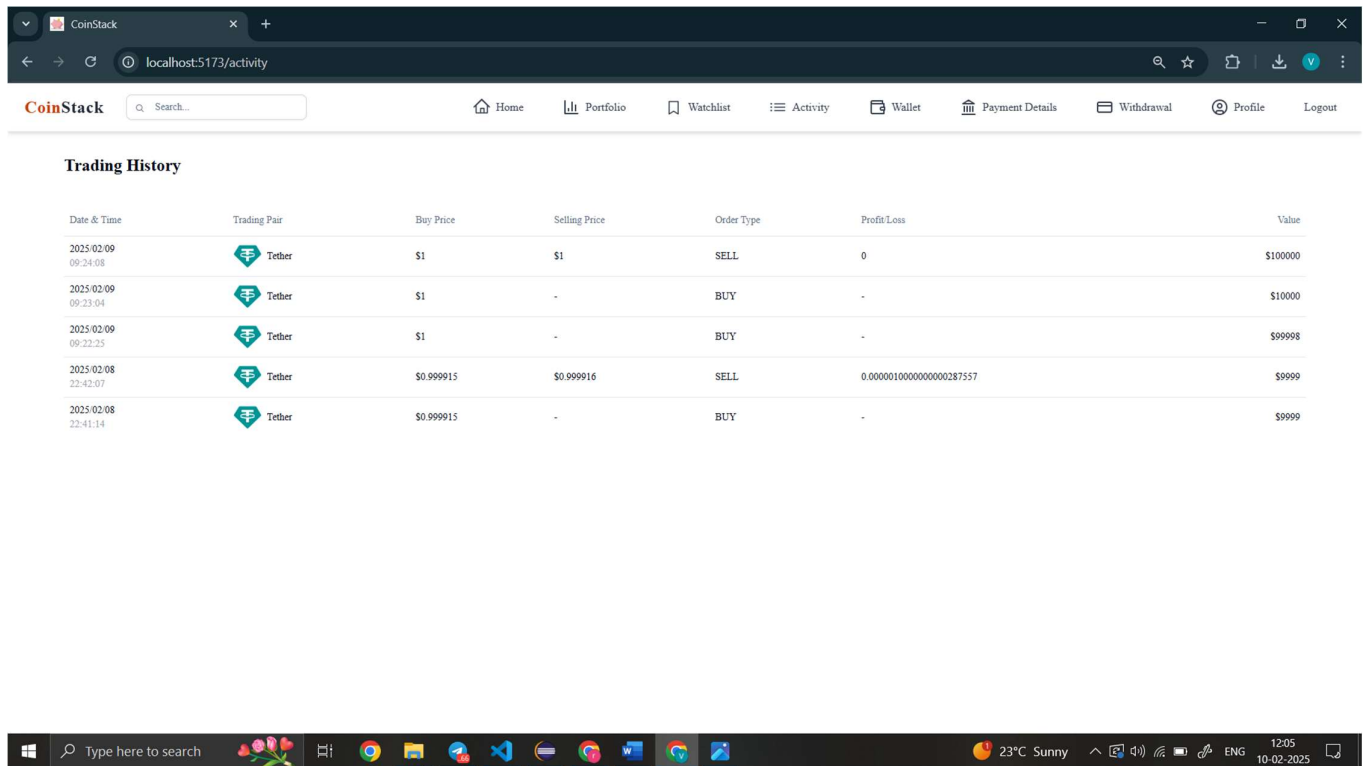 CoinStack
localhost:5173/activity
V
CoinStack Search... Home Portfolio Watchlist Activity Wallet Payment Details Withdrawal Profile Logout
Trading History
Date & Time Trading Pair Buy Price Selling Price Order Type Profit/Loss Value
2025/02/09
09:24:08
Tether $1 $1 SELL 0 $100000
2025/02/09
09:23:04
Tether $1 - BUY - $10000
2025/02/09
09:22:25
Tether $1 - BUY - $99998
2025/02/08
22:42:07
Tether $0.999915 $0.999916 SELL 0.0000010000000000287557 $9999
2025/02/08
22:41:14
Tether $0.999915 - BUY - $9999
Type here to search 1 23°C Sunny ENG
12:05
10-02-2025